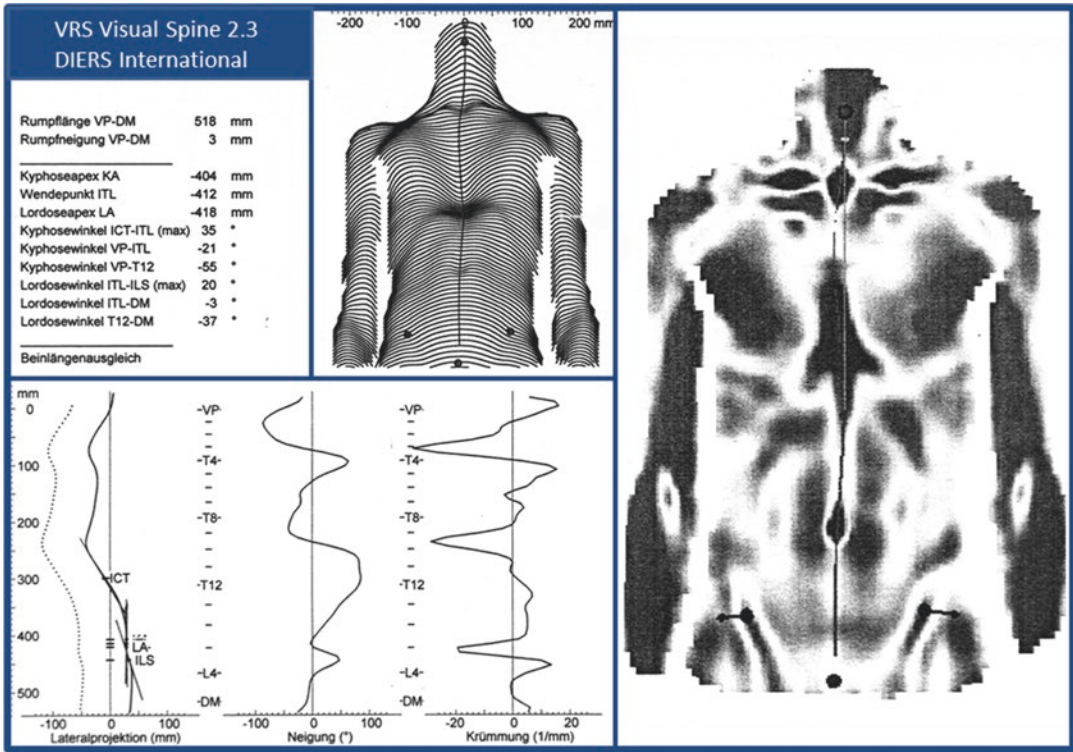 VRS Visual Spine 2.3
DIERS International
Rumpflänge VP-DM 518 mm
Rumpfneigung VP-DM 3 mm
Kyphoseapex KA -404 mm
Wendepunkt ITL -412 mm
Lordoseapex LA -418 mm
Kyphosewinkel ICT-ITL (max) 35 °
Kyphosewinkel VP-ITL -21 °
Kyphosewinkel VP-T12 -55 °
Lordosewinkel ITL-ILS (max) 20 °
Lordosewinkel ITL-DM -3 °
Lordosewinkel T12-DM -37 °
Beinlängenausgleich
-200 -100 0 100 200 mm
mm
0
100
200
300
400
500
ICT
LA-
ILS
-100 0 100
Lateralprojektion (mm)
-VP-
-T4-
-T8-
-T12
-L4-
-DM-
-100 0 100
Neigung (°)
-VP-
-T4-
-T8-
-T12
-L4-
-DM-
-20 0 20
Krümmung (1/mm)